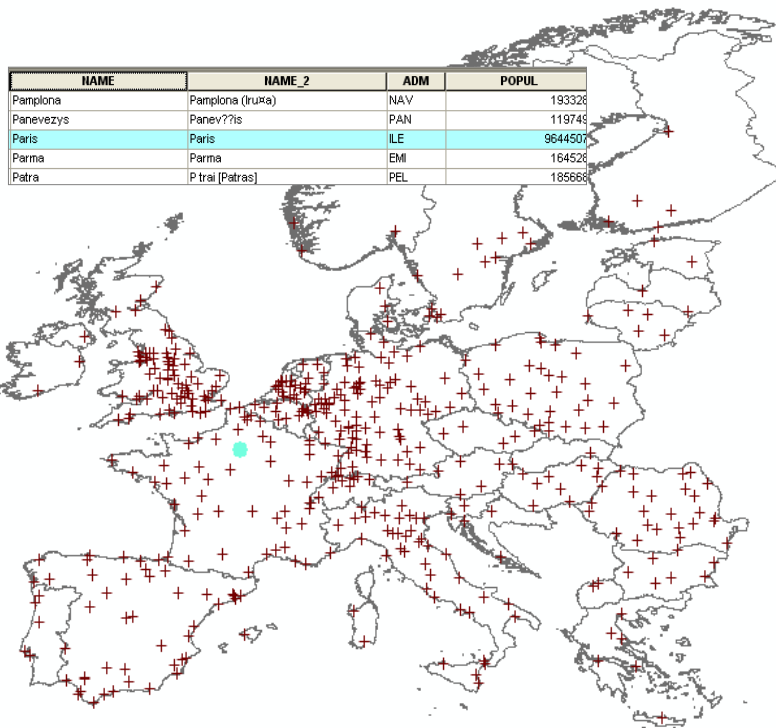 NAME NAME_2 ADM POPUL
Pamplona Pamplona (Iru¤a) NAV 193328
Panevezys Panev??is PAN 119749
Paris Paris ILE 9644507
Parma Parma EMI 164528
Patra P trai [Patras] PEL 185668